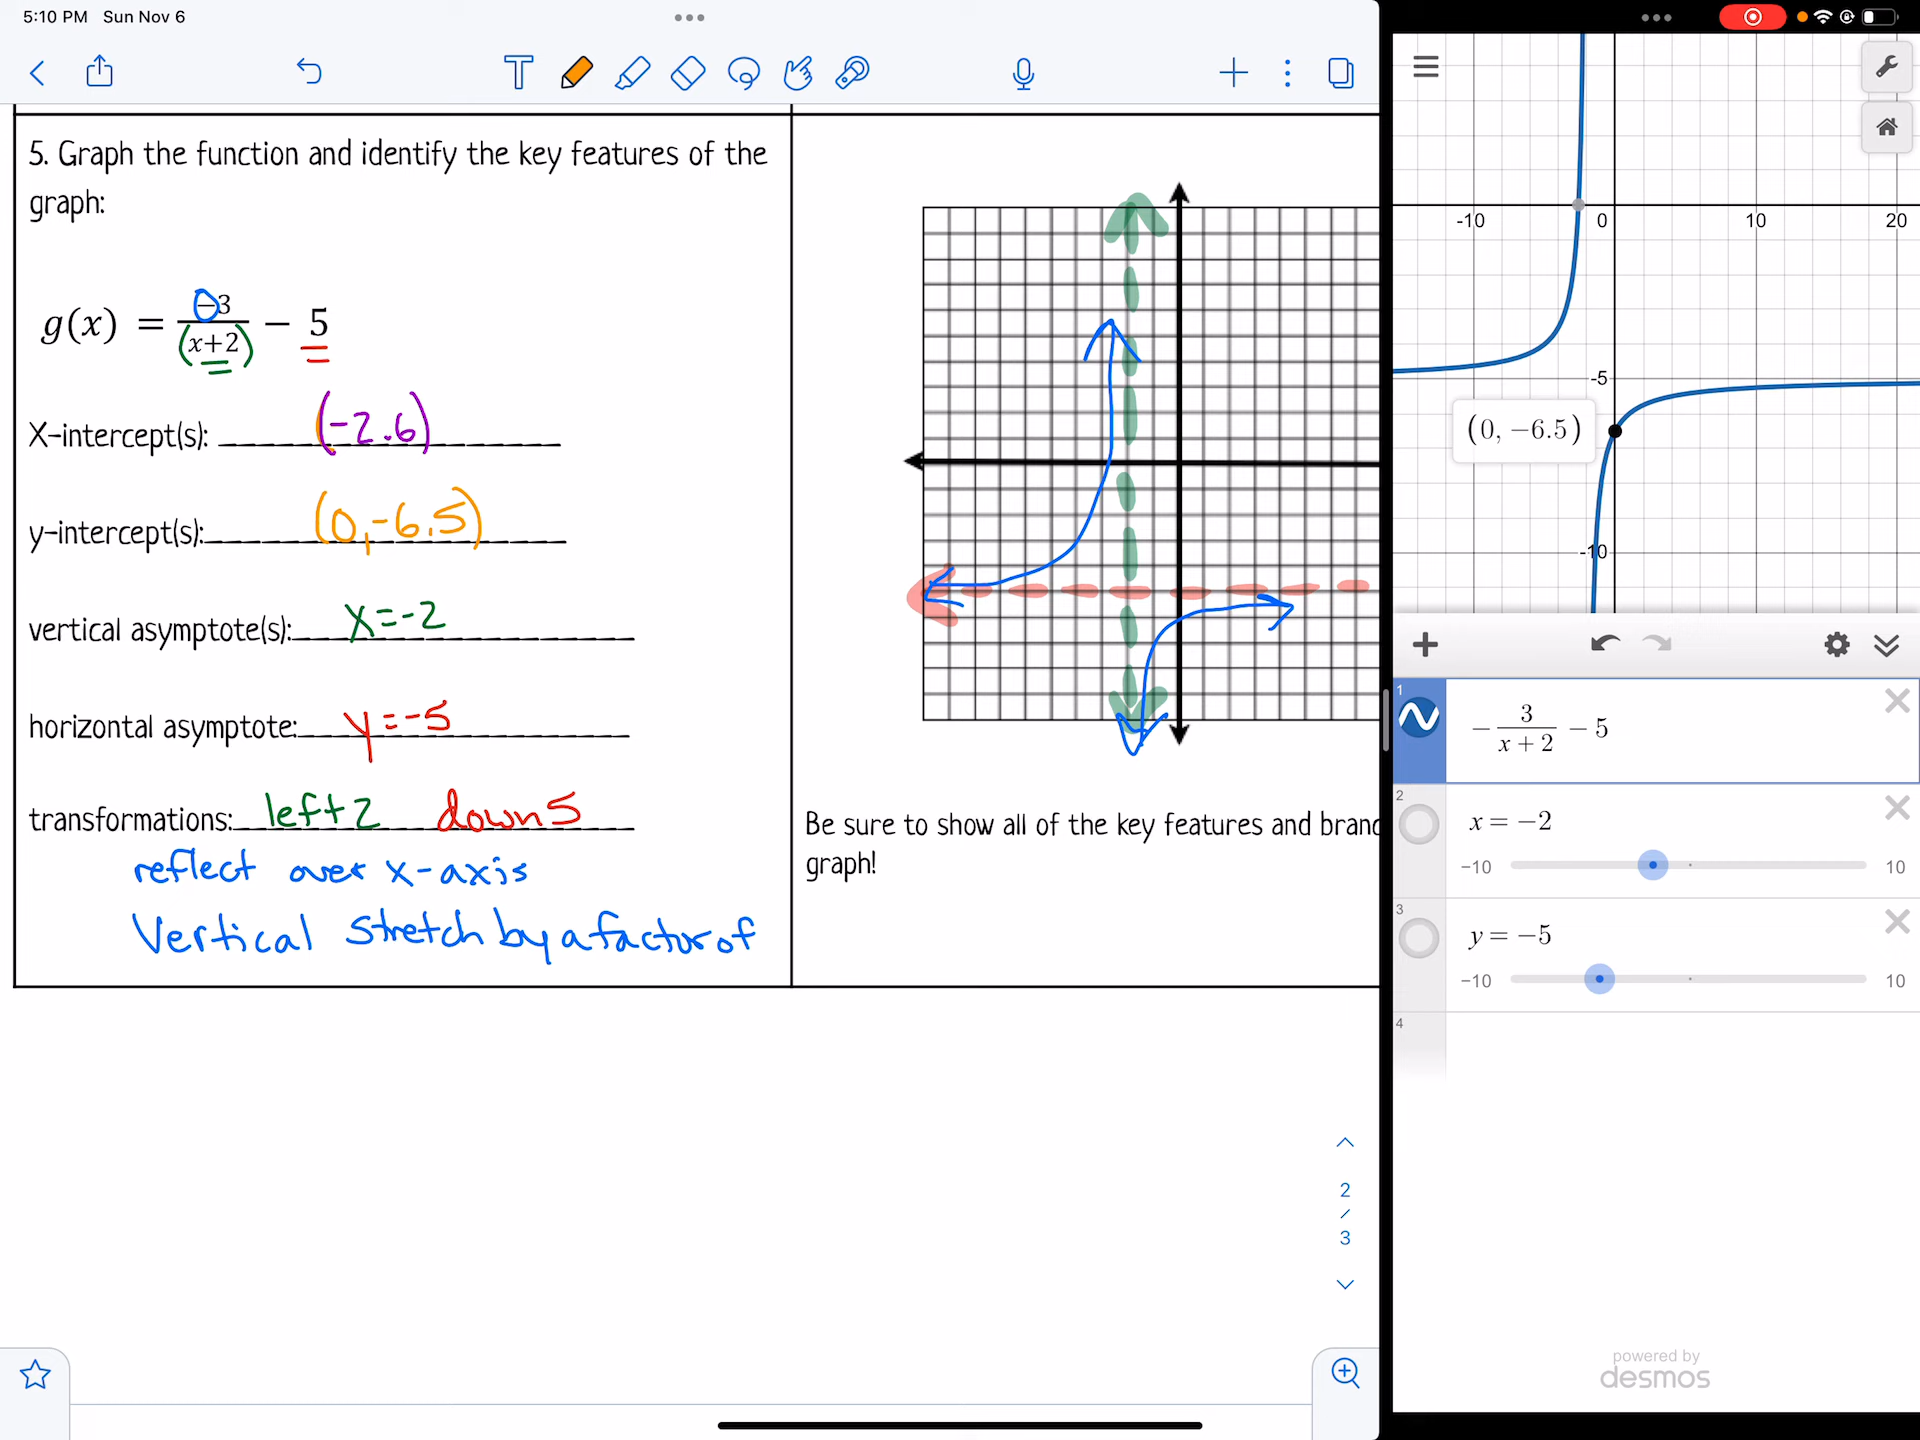 5:10 PM Sun Nov 6
5. Graph the function and identify the key features of the
graph:
g(x) = −3/(x+2) − 5
X-intercept(s): (-2.6)
y-intercept(s): (0,-6.5)
vertical asymptote(s): x=-2
horizontal asymptote: y=-5
transformations: left 2 down 5
reflect over x-axis
Vertical Stretch by a factor of
Be sure to show all of the key features and branc
graph!
2
/
3
-10 0 10 20
-5
(0, −6.5)
-10
1
− 3/(x + 2) − 5
2
x = −2
−10 10
3
y = −5
−10 10
4
powered by
desmos